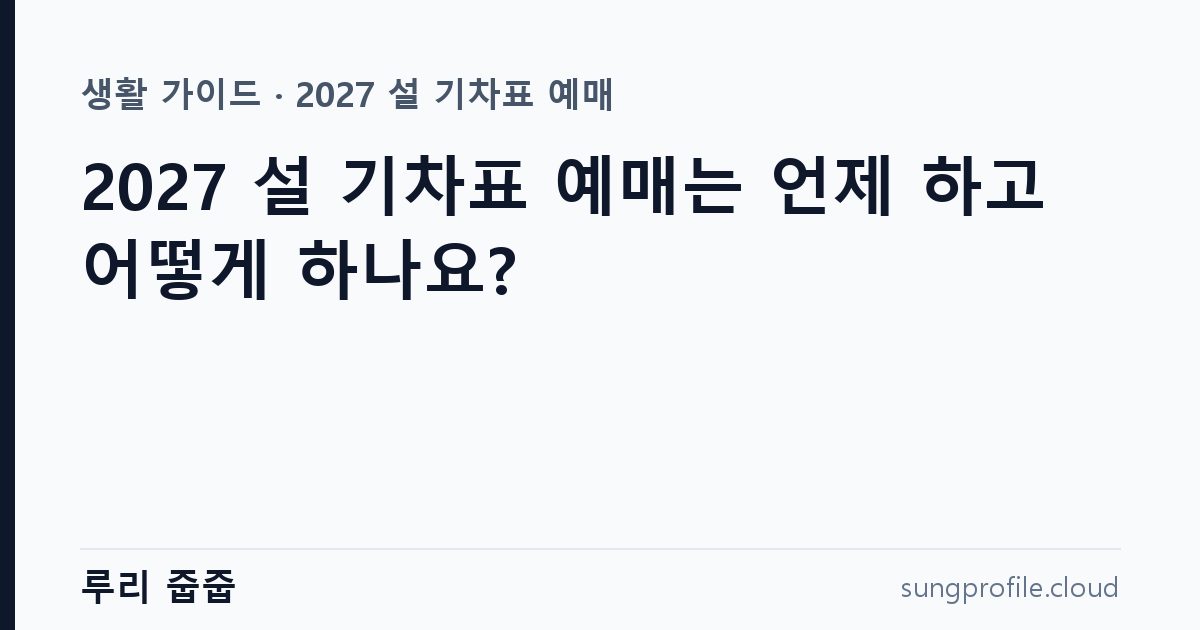 생활 가이드 · 2027 설 기차표 예매
2027 설 기차표 예매는 언제 하고
어떻게 하나요?
루리 줍줍
sungprofile.cloud